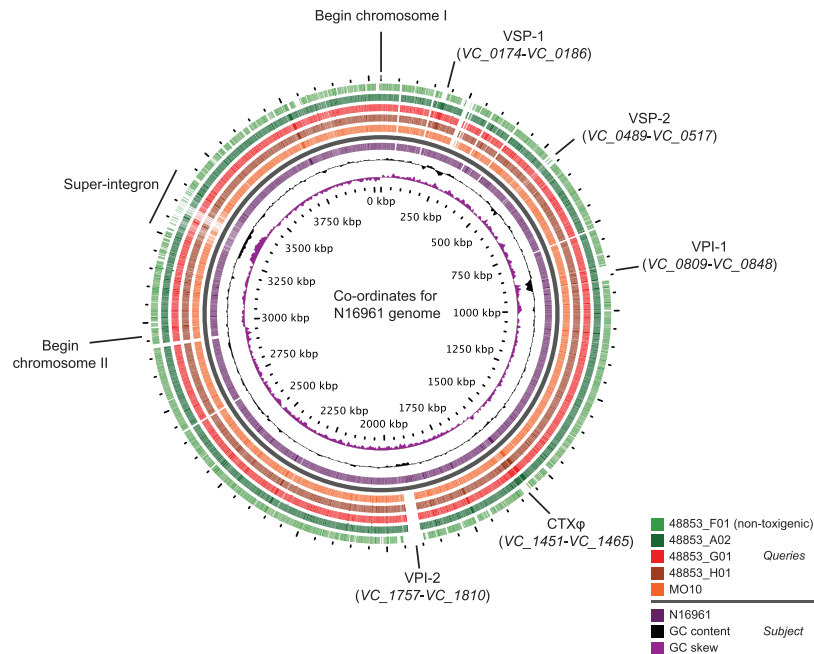 Begin chromosome I
VSP-1
(VC_0174-VC_0186)
VSP-2
(VC_0489-VC_0517)
Super-integron
VPI-1
(VC_0809-VC_0848)
0 kbp
250 kbp
500 kbp
750 kbp
1000 kbp
1250 kbp
1500 kbp
1750 kbp
2000 kbp
2250 kbp
2500 kbp
2750 kbp
3000 kbp
3250 kbp
3500 kbp
3750 kbp
Co-ordinates for
N16961 genome
Begin
chromosome II
CTXφ
(VC_1451-VC_1465)
VPI-2
(VC_1757-VC_1810)
48853_F01 (non-toxigenic)
48853_A02
48853_G01 Queries
48853_H01
MO10
N16961
GC content Subject
GC skew